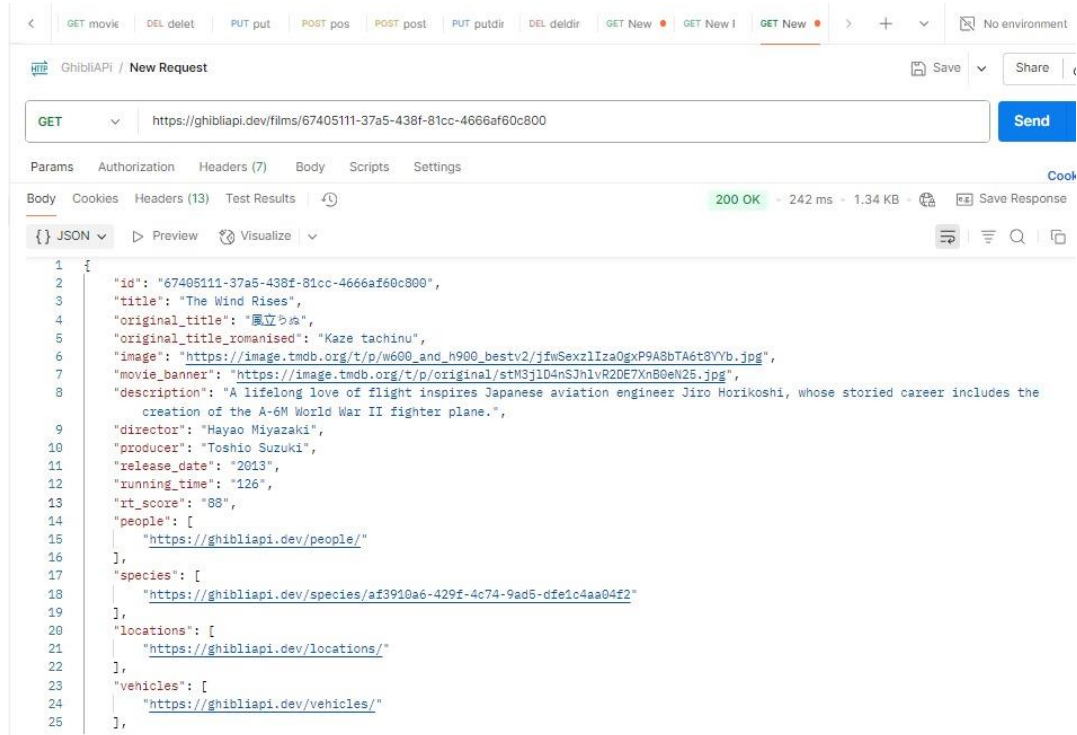 GET movie DEL delet PUT put POST pos POST post PUT putdir DEL deldir GET New GET New GET New No environment
HTTP GhibliAPi / New Request Save Share
GET https://ghibliapi.dev/films/67405111-37a5-438f-81cc-4666af60c800 Send
Params Authorization Headers (7) Body Scripts Settings Cook
Body Cookies Headers (13) Test Results 200 OK 242 ms 1.34 KB e.g. Save Response
{} JSON Preview Visualize
1 {
2 "id": "67405111-37a5-438f-81cc-4666af60c800",
3 "title": "The Wind Rises",
4 "original_title": "風立ちぬ",
5 "original_title_romanised": "Kaze tachinu",
6 "image": "https://image.tmdb.org/t/p/w600_and_h900_bestv2/jfwSexzlIzaOgxP9A8bTA6t8YYb.jpg",
7 "movie_banner": "https://image.tmdb.org/t/p/original/stM3jlD4nSJhlvR2DE7XnB0eN25.jpg",
8 "description": "A lifelong love of flight inspires Japanese aviation engineer Jiro Horikoshi, whose storied career includes the
creation of the A-6M World War II fighter plane.",
9 "director": "Hayao Miyazaki",
10 "producer": "Toshio Suzuki",
11 "release_date": "2013",
12 "running_time": "126",
13 "rt_score": "88",
14 "people": [
15 "https://ghibliapi.dev/people/"
16 ],
17 "species": [
18 "https://ghibliapi.dev/species/af3910a6-429f-4c74-9ad5-dfe1c4aa04f2"
19 ],
20 "locations": [
21 "https://ghibliapi.dev/locations/"
22 ],
23 "vehicles": [
24 "https://ghibliapi.dev/vehicles/"
25 ],